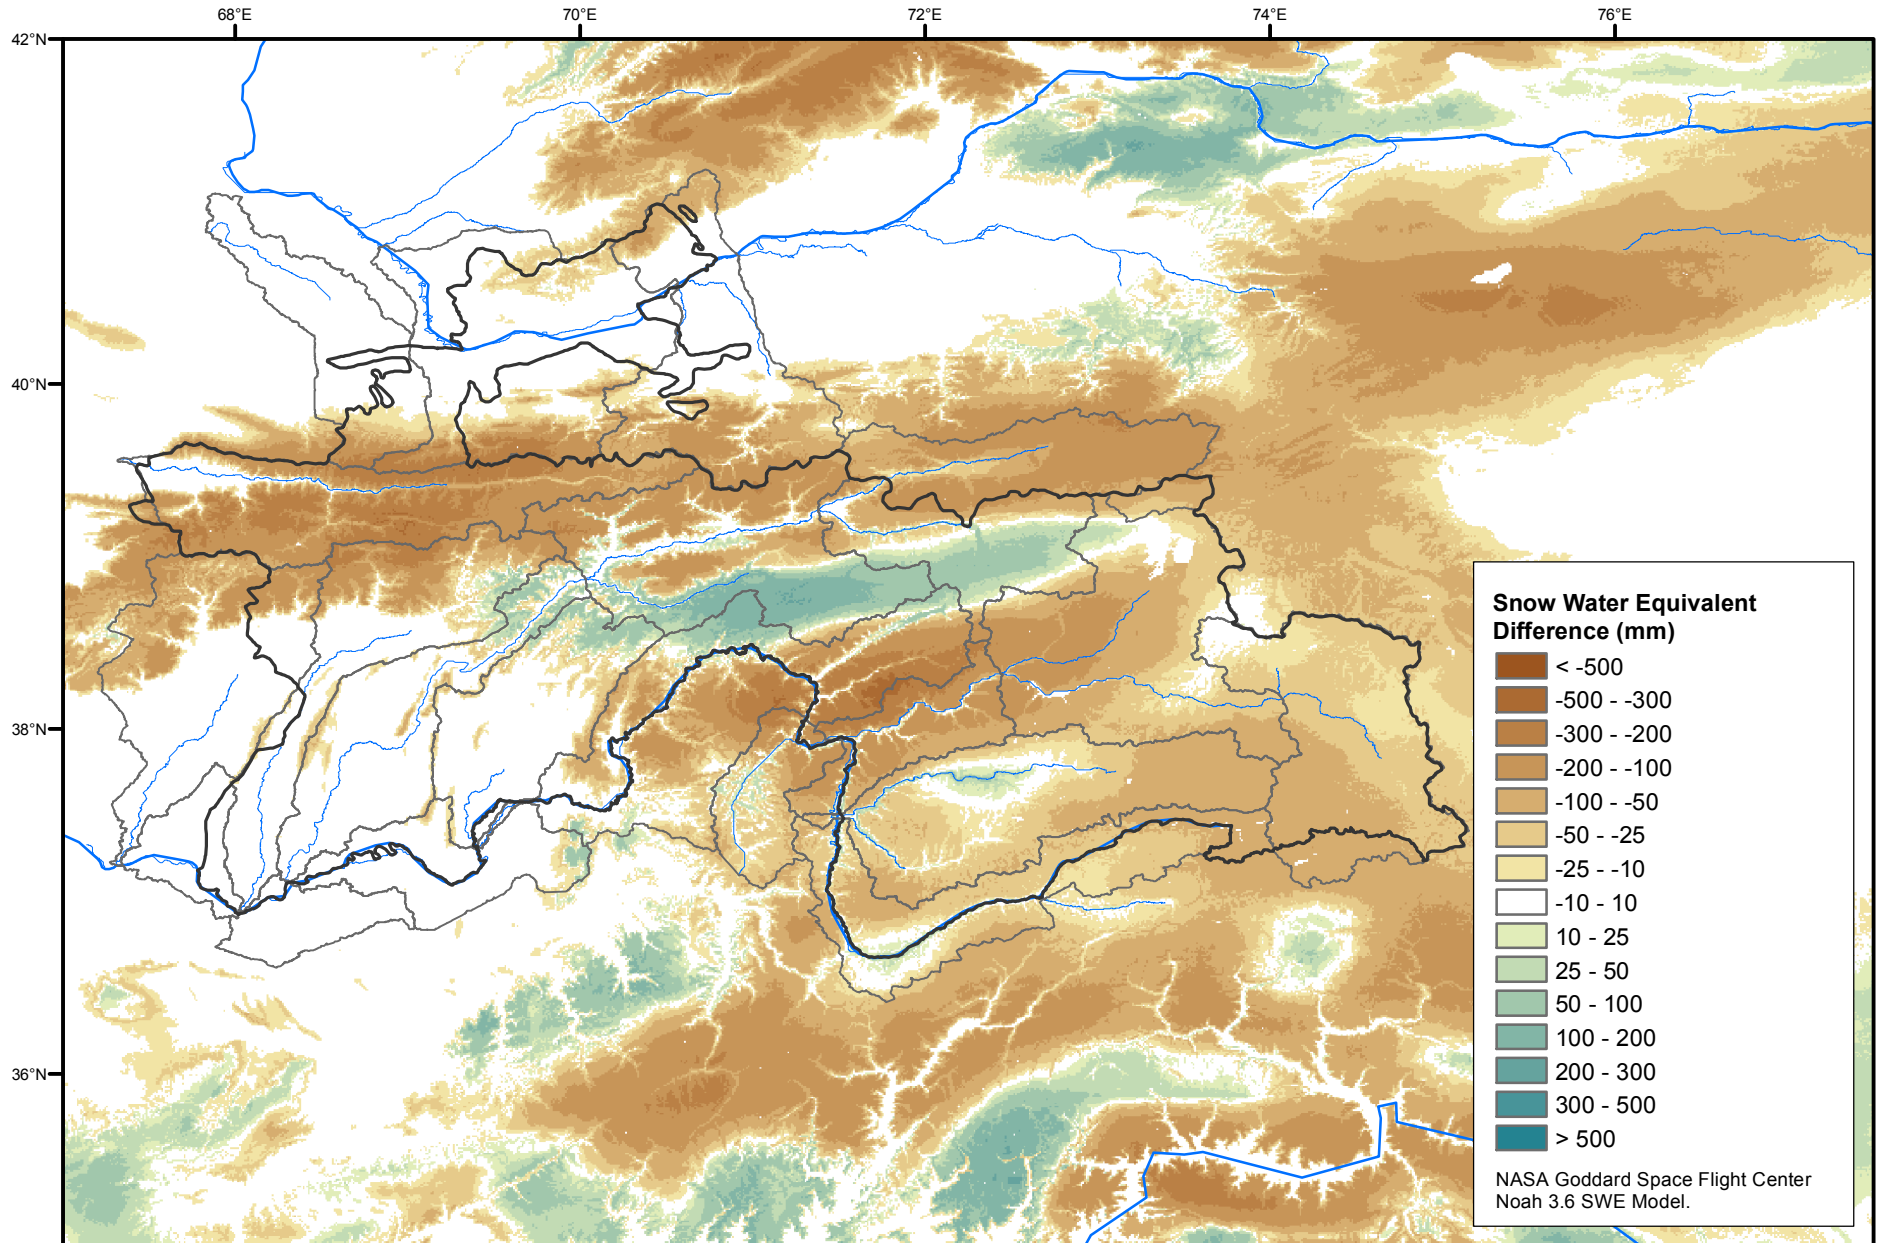 68°E 70°E 72°E 74°E 76°E
42°N
40°N
38°N
36°N
Snow Water Equivalent
Difference (mm)
< -500
-500 - -300
-300 - -200
-200 - -100
-100 - -50
-50 - -25
-25 - -10
-10 - 10
10 - 25
25 - 50
50 - 100
100 - 200
200 - 300
300 - 500
> 500
NASA Goddard Space Flight Center
Noah 3.6 SWE Model.